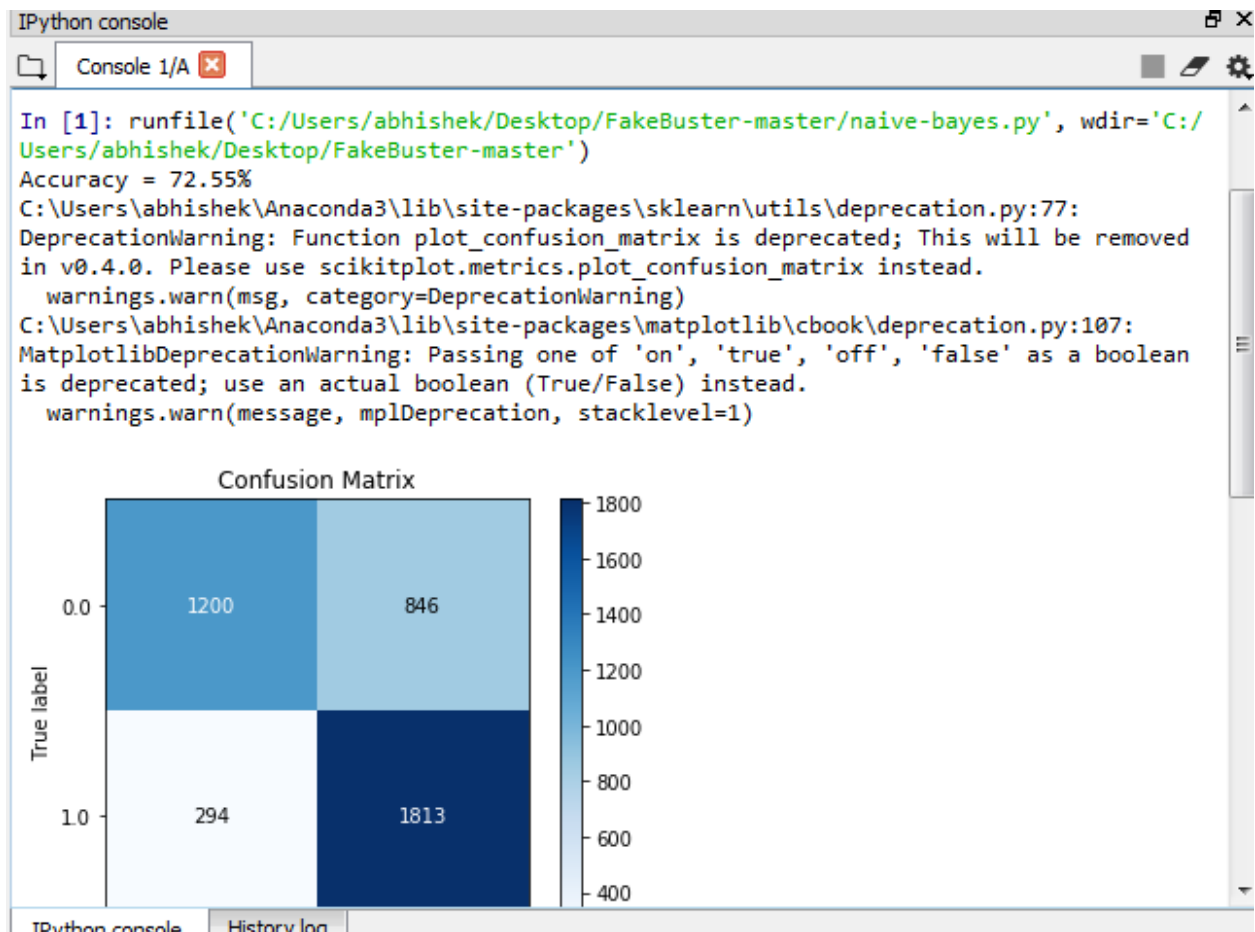 IPython console
Console 1/A
In [1]: runfile('C:/Users/abhishek/Desktop/FakeBuster-master/naive-bayes.py', wdir='C:/
Users/abhishek/Desktop/FakeBuster-master')
Accuracy = 72.55%
C:\Users\abhishek\Anaconda3\lib\site-packages\sklearn\utils\deprecation.py:77:
DeprecationWarning: Function plot_confusion_matrix is deprecated; This will be removed
in v0.4.0. Please use scikitplot.metrics.plot_confusion_matrix instead.
  warnings.warn(msg, category=DeprecationWarning)
C:\Users\abhishek\Anaconda3\lib\site-packages\matplotlib\cbook\deprecation.py:107:
MatplotlibDeprecationWarning: Passing one of 'on', 'true', 'off', 'false' as a boolean
is deprecated; use an actual boolean (True/False) instead.
  warnings.warn(message, mplDeprecation, stacklevel=1)
Confusion Matrix
True label
0.0
1200
846
1.0
294
1813
1800
1600
1400
1200
1000
800
600
400
IPython console
History log